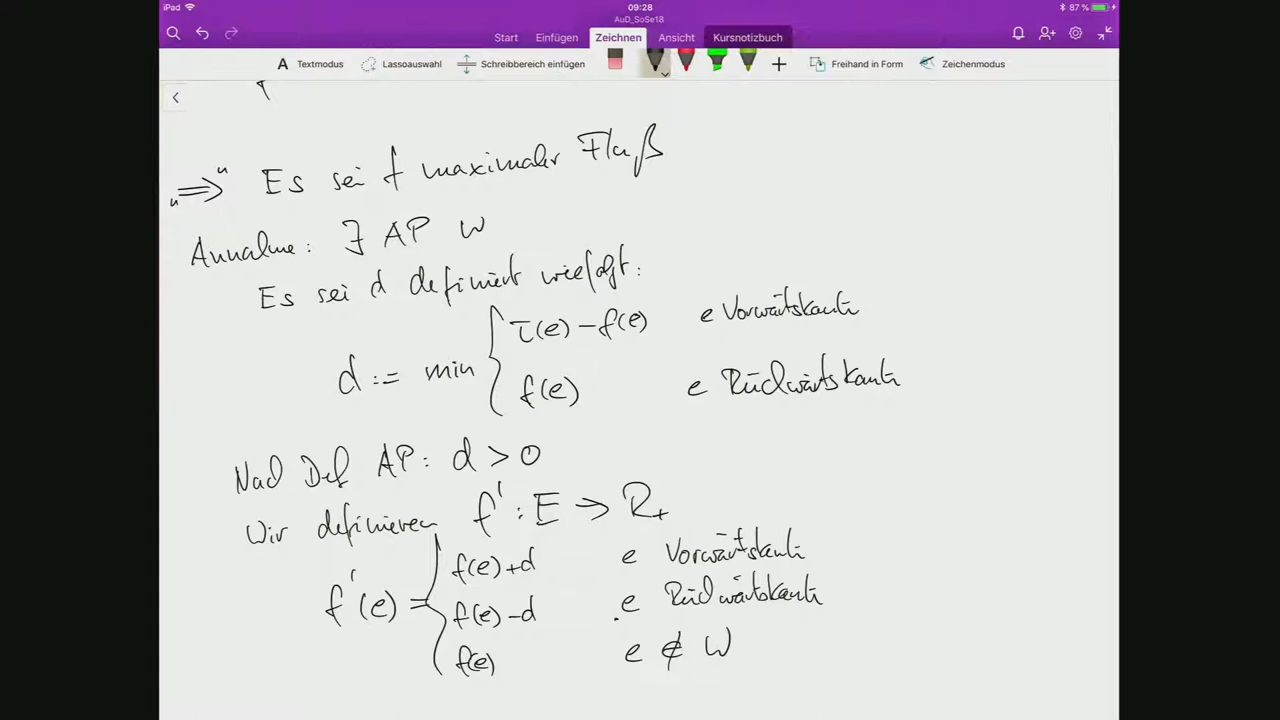 iPad 09:28 87 %
AuD_SoSe18
Start Einfügen Zeichnen Ansicht Kursnotizbuch
Textmodus Lassoauswahl Schreibbereich einfügen Freihand in Form Zeichenmodus
"⇒" Es sei f maximaler Fluß
Annahme: ∃ AP W
Es sei d definiert wiefolgt:
d := min { τ(e) − f(e) e Vorwärtskante
f(e) e Rückwärtskante
Nach Def AP: d > 0
Wir definieren f' : E → R₊
f'(e) = { f(e)+d e Vorwärtskante
f(e) − d e Rückwärtskante
f(e) e ∉ W